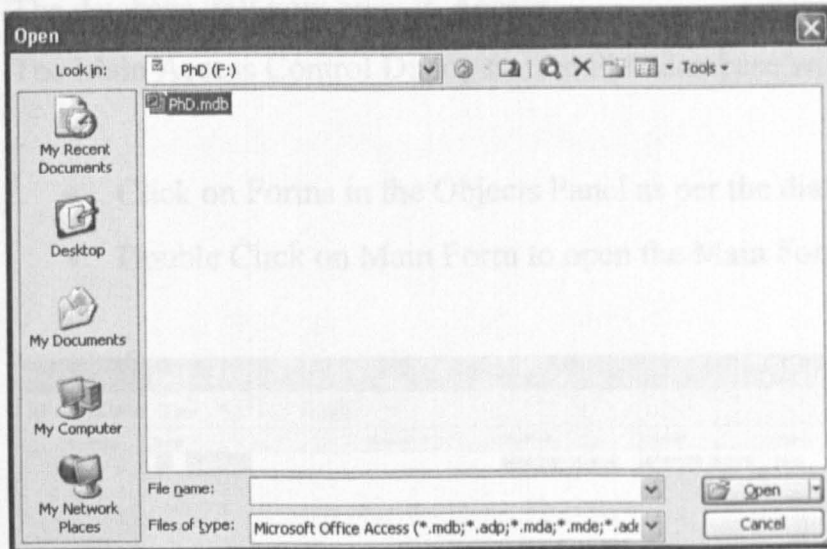 Open
Look in: PhD (F:) Tools
PhD.mdb
My Recent
Documents
Desktop
My Documents
My Computer
My Network
Places
File name: Open
Files of type: Microsoft Office Access (*.mdb;*.adp;*.mda;*.mde;*.ade Cancel
Control
Click on Forms in the Objects Panel as per the
Double Click on Main Form to open the Main